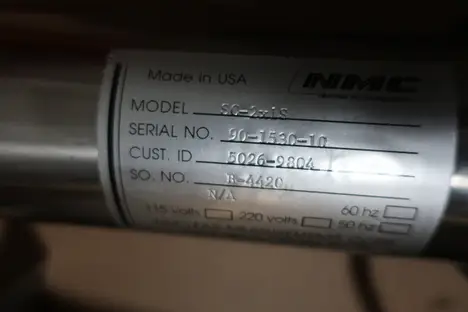 Made in USA NMC
MODEL SC-2x1S
SERIAL NO. 90-1530-10
CUST. ID 5026-9804
SO. NO. B-4420
N/A
115 volts 220 volts 60 hz
50 hz